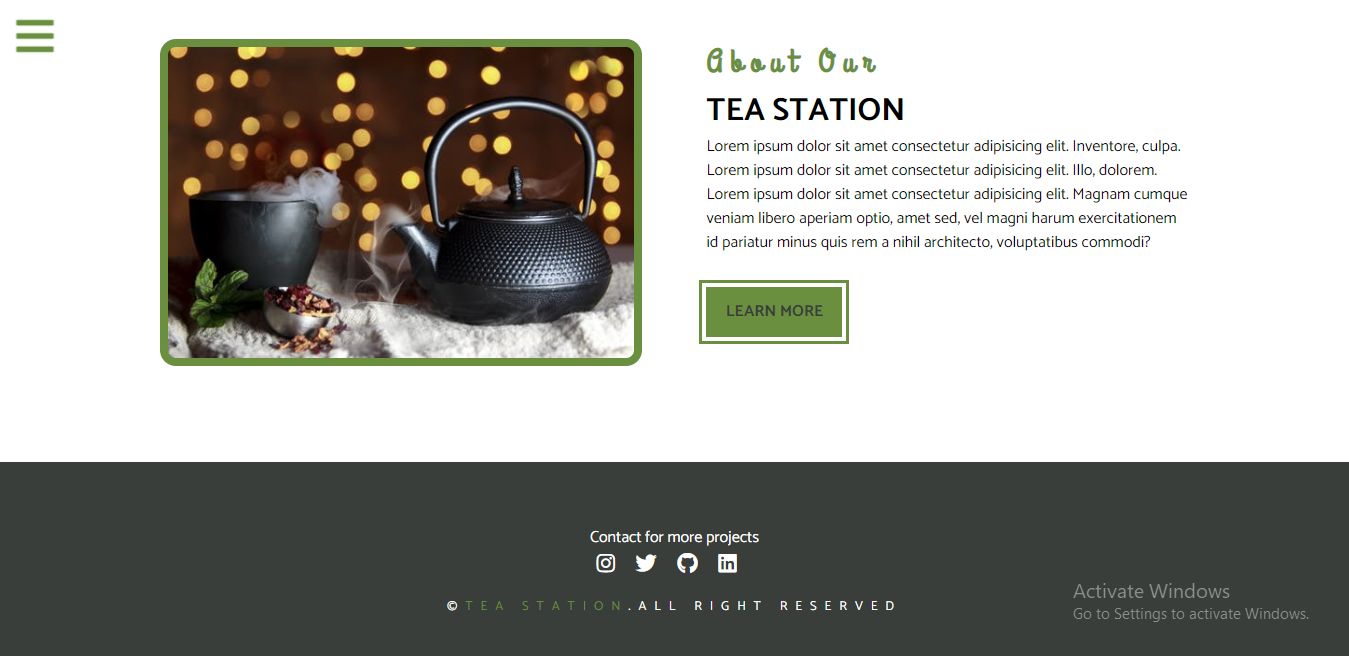 About Our
TEA STATION
Lorem ipsum dolor sit amet consectetur adipisicing elit. Inventore, culpa.
Lorem ipsum dolor sit amet consectetur adipisicing elit. Illo, dolorem.
Lorem ipsum dolor sit amet consectetur adipisicing elit. Magnam cumque
veniam libero aperiam optio, amet sed, vel magni harum exercitationem
id pariatur minus quis rem a nihil architecto, voluptatibus commodi?
LEARN MORE
Contact for more projects
©TEA STATION.ALL RIGHT RESERVED
Activate Windows
Go to Settings to activate Windows.